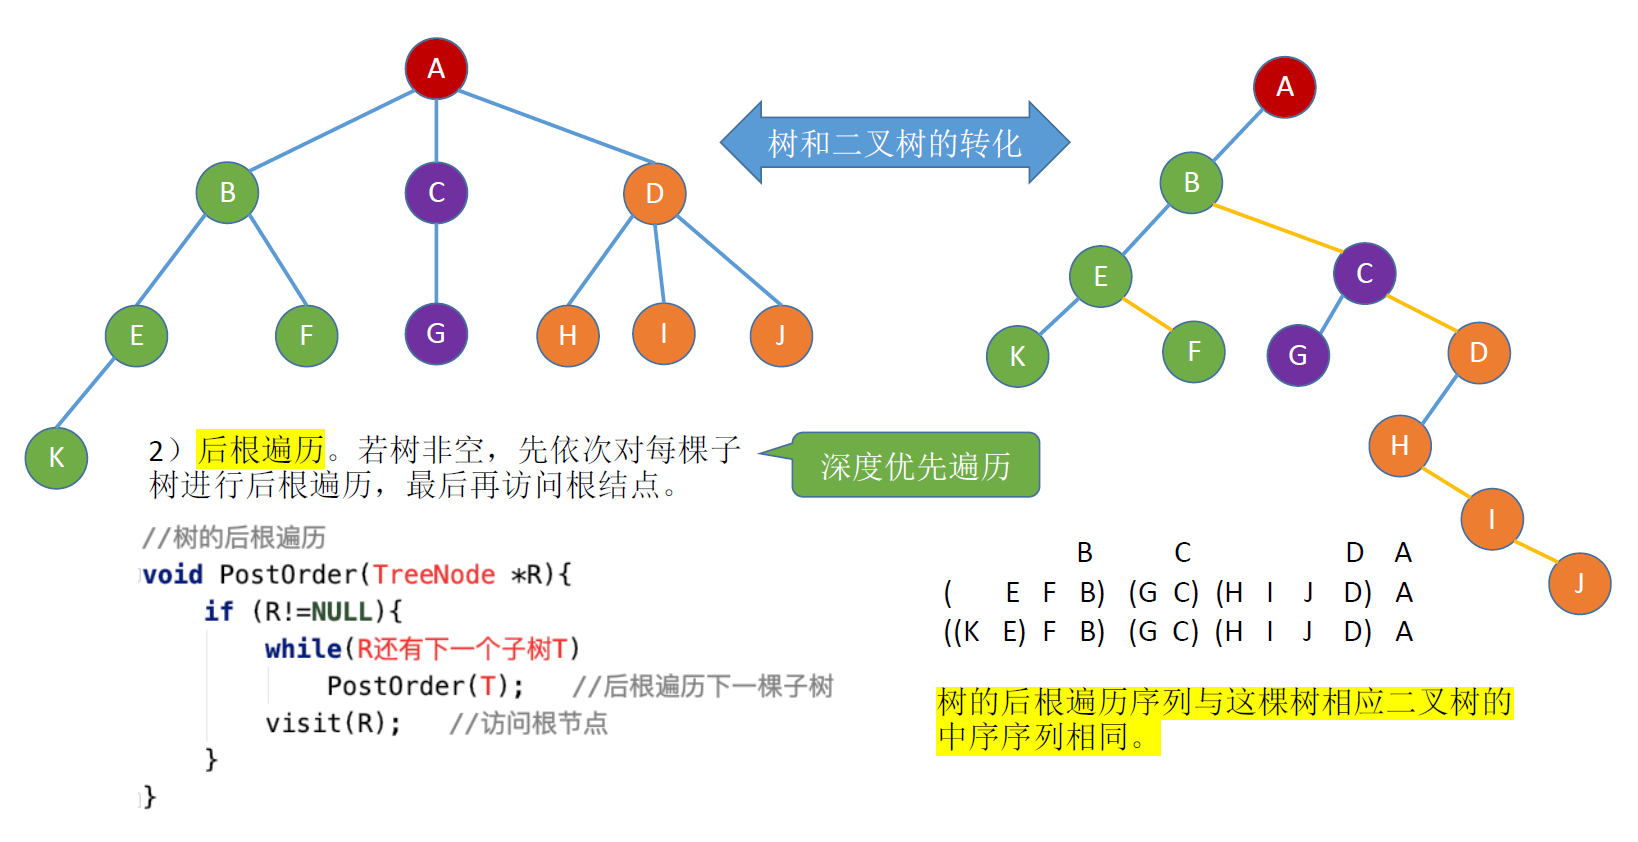 A
B
C
D
E
F
G
H
I
J
K
树和二叉树的转化
A
B
E
C
K
F
G
D
H
I
J
2）后根遍历。若树非空，先依次对每棵子
树进行后根遍历，最后再访问根结点。
深度优先遍历
//树的后根遍历
void PostOrder(TreeNode *R){
if (R!=NULL){
while(R还有下一个子树T)
PostOrder(T); //后根遍历下一棵子树
visit(R); //访问根节点
}
}
B C D A
( E F B) (G C) (H I J D) A
((K E) F B) (G C) (H I J D) A
树的后根遍历序列与这棵树相应二叉树的
中序序列相同。